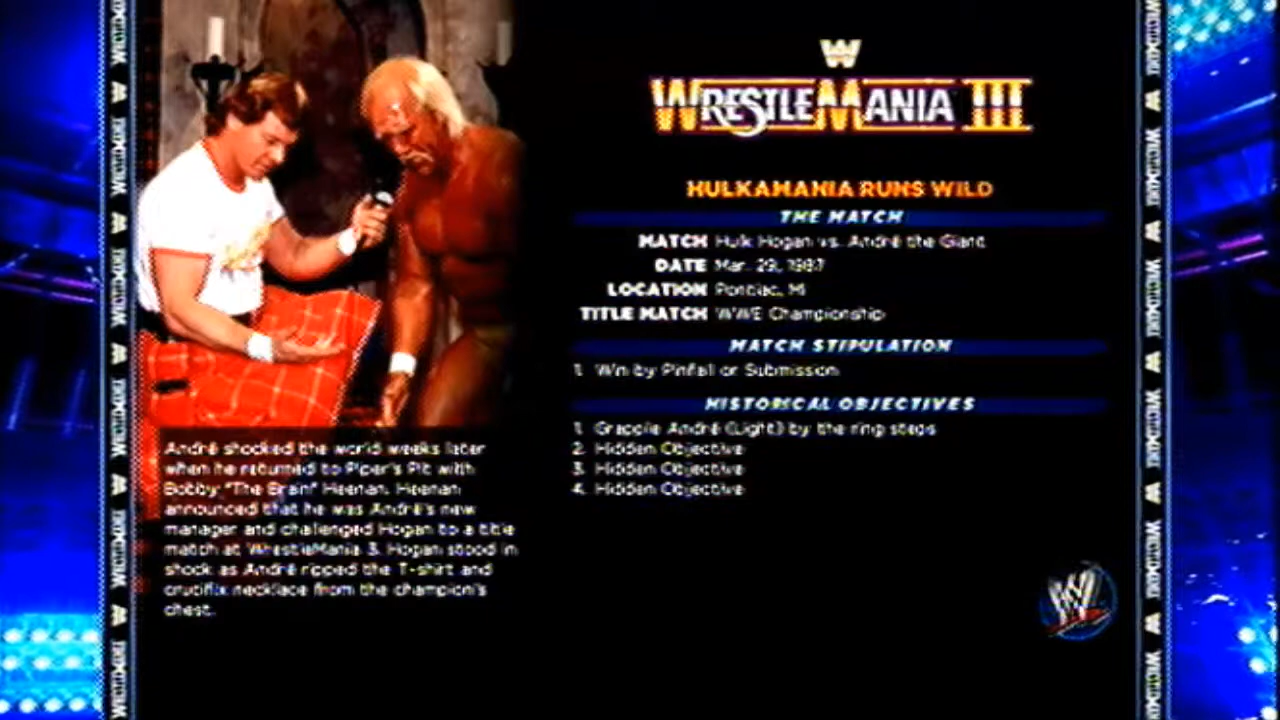 W
WRESTLEMANIA III
HULKAMANIA RUNS WILD
THE MATCH
MATCH Hulk Hogan vs. André the Giant
DATE Mar. 29, 1987
LOCATION Pontiac, MI
TITLE MATCH WWE Championship
MATCH STIPULATION
1. Win by Pinfall or Submission
HISTORICAL OBJECTIVES
1. Grapple André (Light) by the ring steps
2. Hidden Objective
3. Hidden Objective
4. Hidden Objective
André shocked the world weeks later
when he returned to Piper's Pit with
Bobby "The Brain" Heenan. Heenan
announced that he was André's new
manager and challenged Hogan to a title
match at WrestleMania 3. Hogan stood in
shock as André ripped the T-shirt and
crucifix necklace from the champion's
chest.
W